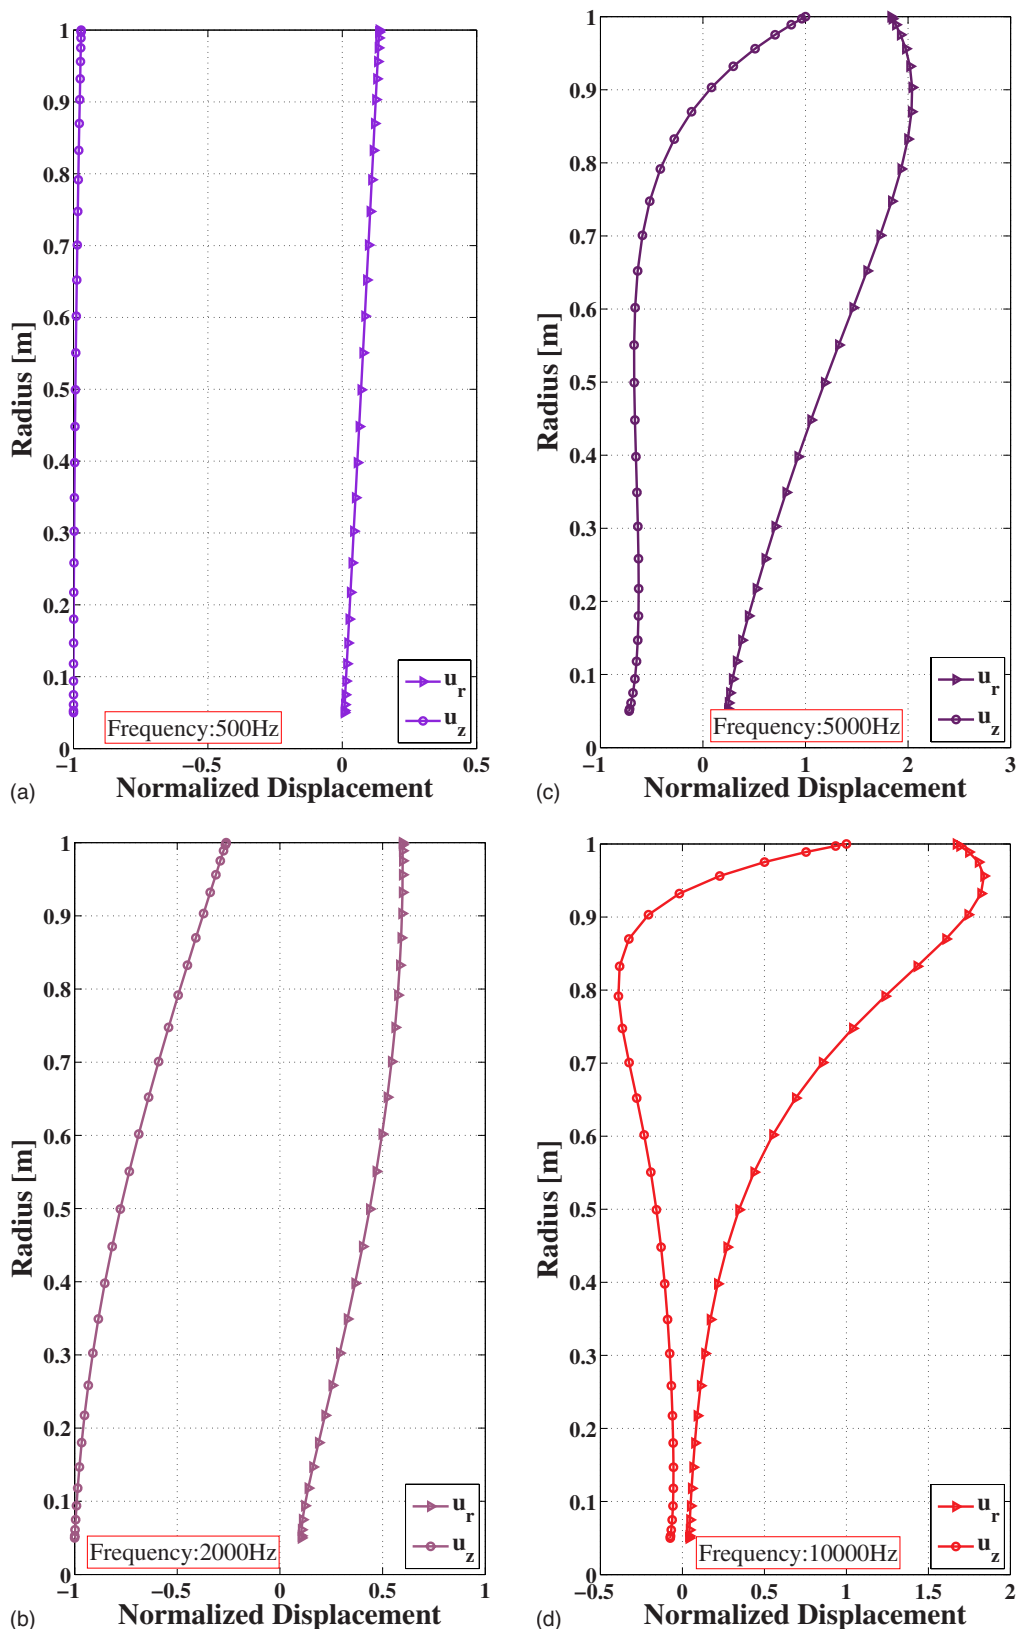 1
0.9
0.8
0.7
0.6
0.5
0.4
0.3
0.2
0.1
0
Radius [m]
u_r
u_z
Frequency:500Hz
-1 -0.5 0 0.5
Normalized Displacement
(a)
1
0.9
0.8
0.7
0.6
0.5
0.4
0.3
0.2
0.1
0
Radius [m]
u_r
u_z
Frequency:5000Hz
-1 0 1 2 3
Normalized Displacement
(c)
1
0.9
0.8
0.7
0.6
0.5
0.4
0.3
0.2
0.1
0
Radius [m]
u_r
u_z
Frequency:2000Hz
-1 -0.5 0 0.5 1
Normalized Displacement
(b)
1
0.9
0.8
0.7
0.6
0.5
0.4
0.3
0.2
0.1
0
Radius [m]
u_r
u_z
Frequency:10000Hz
-0.5 0 0.5 1 1.5 2
Normalized Displacement
(d)